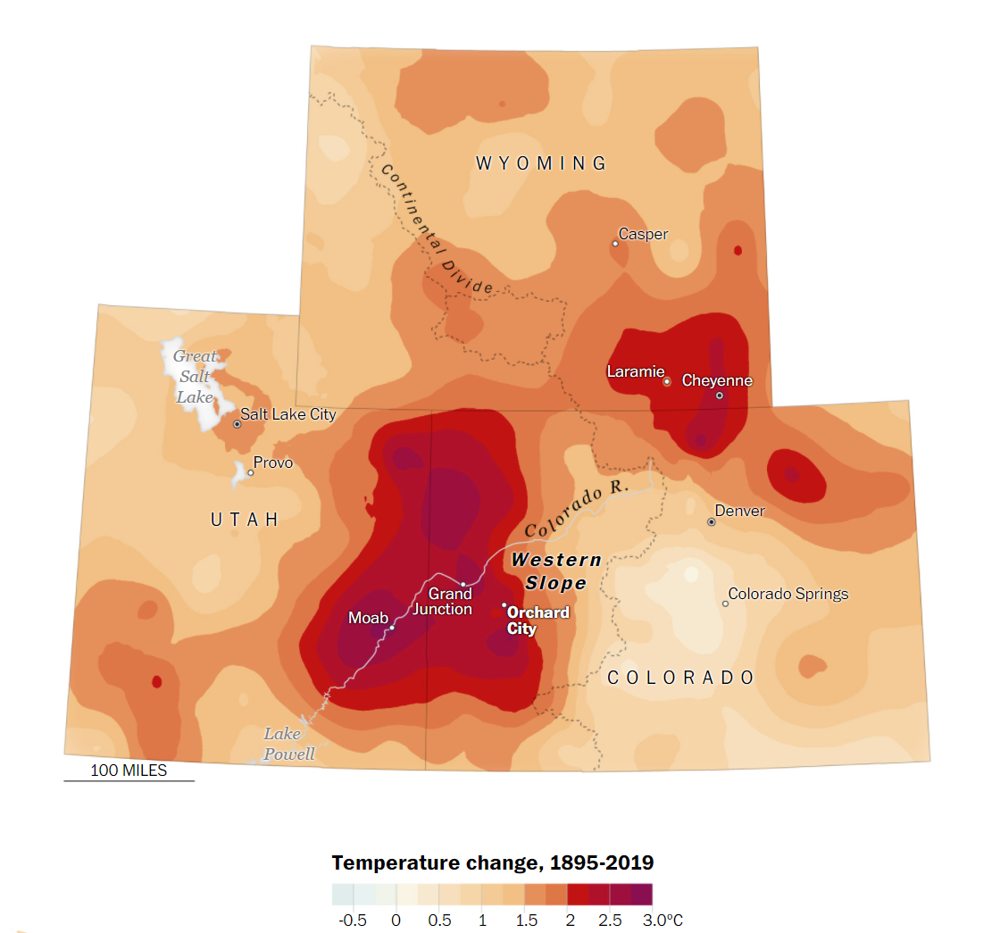 WYOMING
Continental Divide
Casper
Great
Salt
Lake
Laramie
Cheyenne
Salt Lake City
Provo
UTAH
Colorado R.
Denver
Western
Slope
Grand
Junction
Colorado Springs
Moab
Orchard
City
COLORADO
Lake
Powell
100 MILES
Temperature change, 1895-2019
-0.5 0 0.5 1 1.5 2 2.5 3.0°C